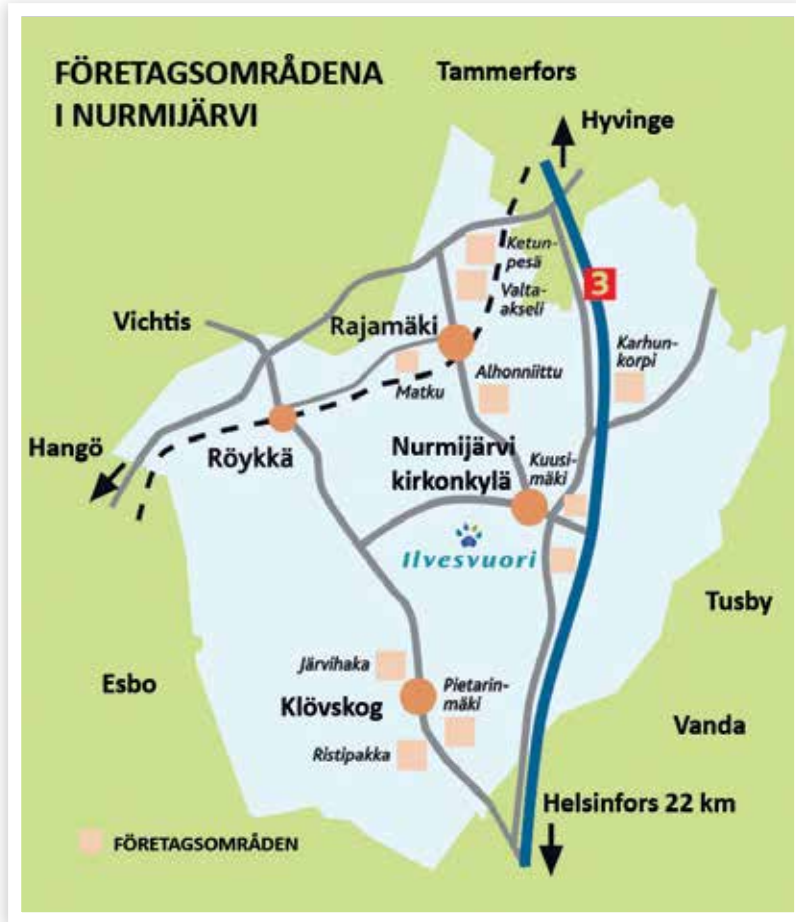 FÖRETAGSOMRÅDENA
I NURMIJÄRVI
Tammerfors
Hyvinge
Ketun-
pesä
Valta-
akseli
3
Vichtis
Rajamäki
Karhun-
korpi
Matku
Alhonniittu
Hangö
Röykkä
Nurmijärvi
kirkonkylä
Kuusi-
mäki
Ilvesvuori
Tusby
Esbo
Järvihaka
Klövskog
Pietarin-
mäki
Vanda
Ristipakka
Helsinfors 22 km
FÖRETAGSOMRÅDEN